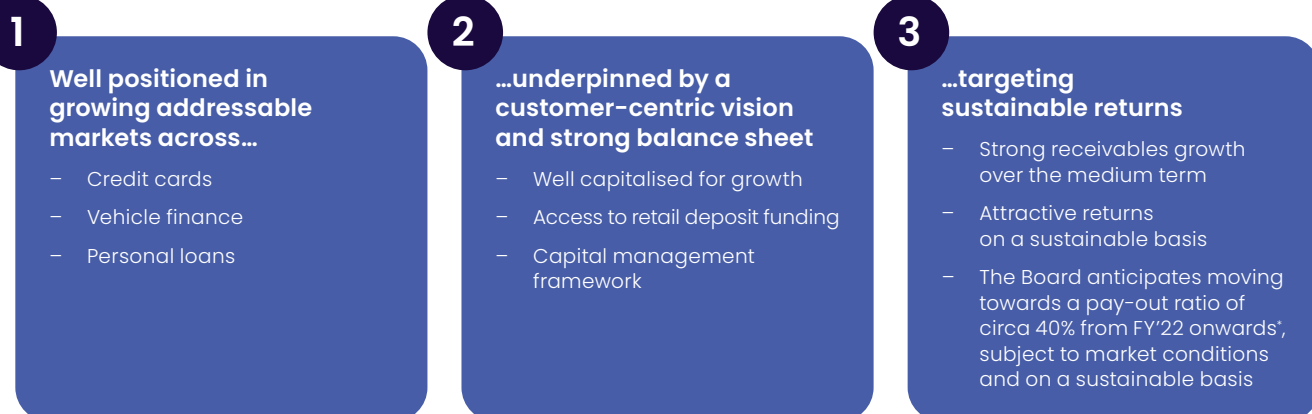 1
Well positioned in
growing addressable
markets across…
– Credit cards
– Vehicle finance
– Personal loans
2
…underpinned by a
customer-centric vision
and strong balance sheet
– Well capitalised for growth
– Access to retail deposit funding
– Capital management
framework
3
…targeting
sustainable returns
– Strong receivables growth
over the medium term
– Attractive returns
on a sustainable basis
– The Board anticipates moving
towards a pay-out ratio of
circa 40% from FY’22 onwards*,
subject to market conditions
and on a sustainable basis